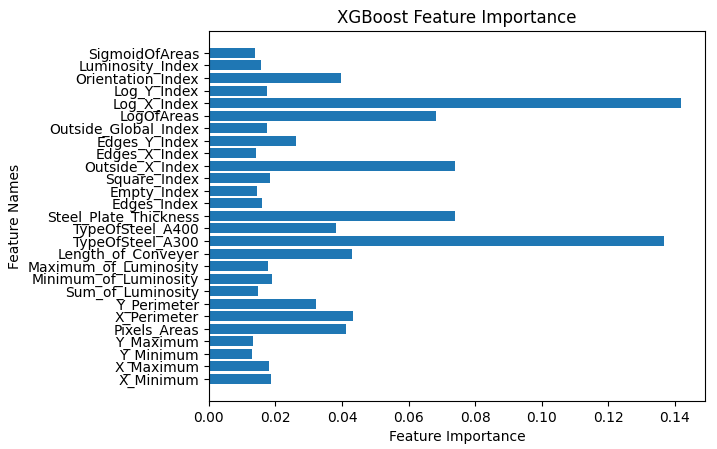 XGBoost Feature Importance
SigmoidOfAreas
Luminosity_Index
Orientation_Index
Log_Y_Index
Log_X_Index
LogOfAreas
Outside_Global_Index
Edges_Y_Index
Edges_X_Index
Outside_X_Index
Square_Index
Empty_Index
Edges_Index
Steel_Plate_Thickness
TypeOfSteel_A400
TypeOfSteel_A300
Length_of_Conveyer
Maximum_of_Luminosity
Minimum_of_Luminosity
Sum_of_Luminosity
Y_Perimeter
X_Perimeter
Pixels_Areas
Y_Maximum
Y_Minimum
X_Maximum
X_Minimum
Feature Names
0.00 0.02 0.04 0.06 0.08 0.10 0.12 0.14
Feature Importance